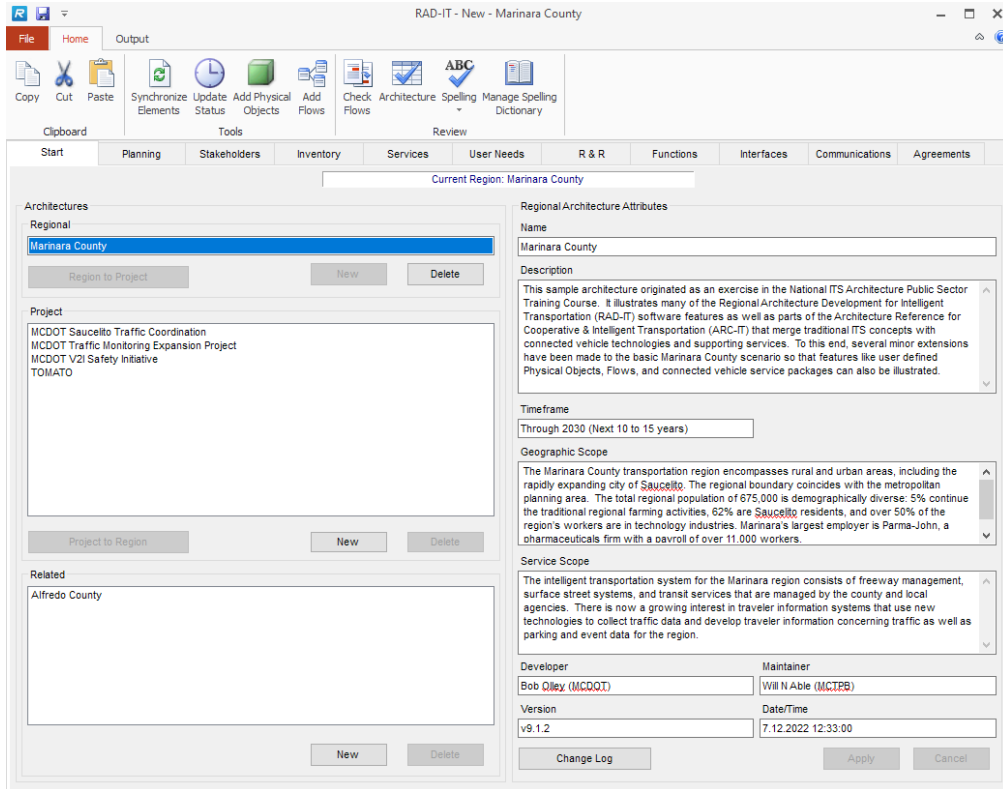 R
RAD-IT - New - Marinara County
File Home Output
Copy Cut Paste
Synchronize Elements
Update Status
Add Physical Objects
Add Flows
Check Flows
Architecture
ABC
Spelling
Manage Spelling Dictionary
Clipboard Tools Review
Start Planning Stakeholders Inventory Services User Needs R & R Functions Interfaces Communications Agreements
Current Region: Marinara County
Architectures
Regional
Marinara County
Region to Project New Delete
Project
MCDOT Saucelito Traffic Coordination
MCDOT Traffic Monitoring Expansion Project
MCDOT V2I Safety Initiative
TOMATO
Project to Region New Delete
Related
Alfredo County
New Delete
Regional Architecture Attributes
Name
Marinara County
Description
This sample architecture originated as an exercise in the National ITS Architecture Public Sector
Training Course. It illustrates many of the Regional Architecture Development for Intelligent
Transportation (RAD-IT) software features as well as parts of the Architecture Reference for
Cooperative & Intelligent Transportation (ARC-IT) that merge traditional ITS concepts with
connected vehicle technologies and supporting services. To this end, several minor extensions
have been made to the basic Marinara County scenario so that features like user defined
Physical Objects, Flows, and connected vehicle service packages can also be illustrated.
Timeframe
Through 2030 (Next 10 to 15 years)
Geographic Scope
The Marinara County transportation region encompasses rural and urban areas, including the
rapidly expanding city of Saucelito. The regional boundary coincides with the metropolitan
planning area. The total regional population of 675,000 is demographically diverse: 5% continue
the traditional regional farming activities, 62% are Saucelito residents, and over 50% of the
region's workers are in technology industries. Marinara's largest employer is Parma-John, a
pharmaceuticals firm with a payroll of over 11,000 workers.
Service Scope
The intelligent transportation system for the Marinara region consists of freeway management,
surface street systems, and transit services that are managed by the county and local
agencies. There is now a growing interest in traveler information systems that use new
technologies to collect traffic data and develop traveler information concerning traffic as well as
parking and event data for the region.
Developer Maintainer
Bob Olley (MCDOT) Will N Able (MCTPB)
Version Date/Time
v9.1.2 7.12.2022 12:33:00
Change Log Apply Cancel